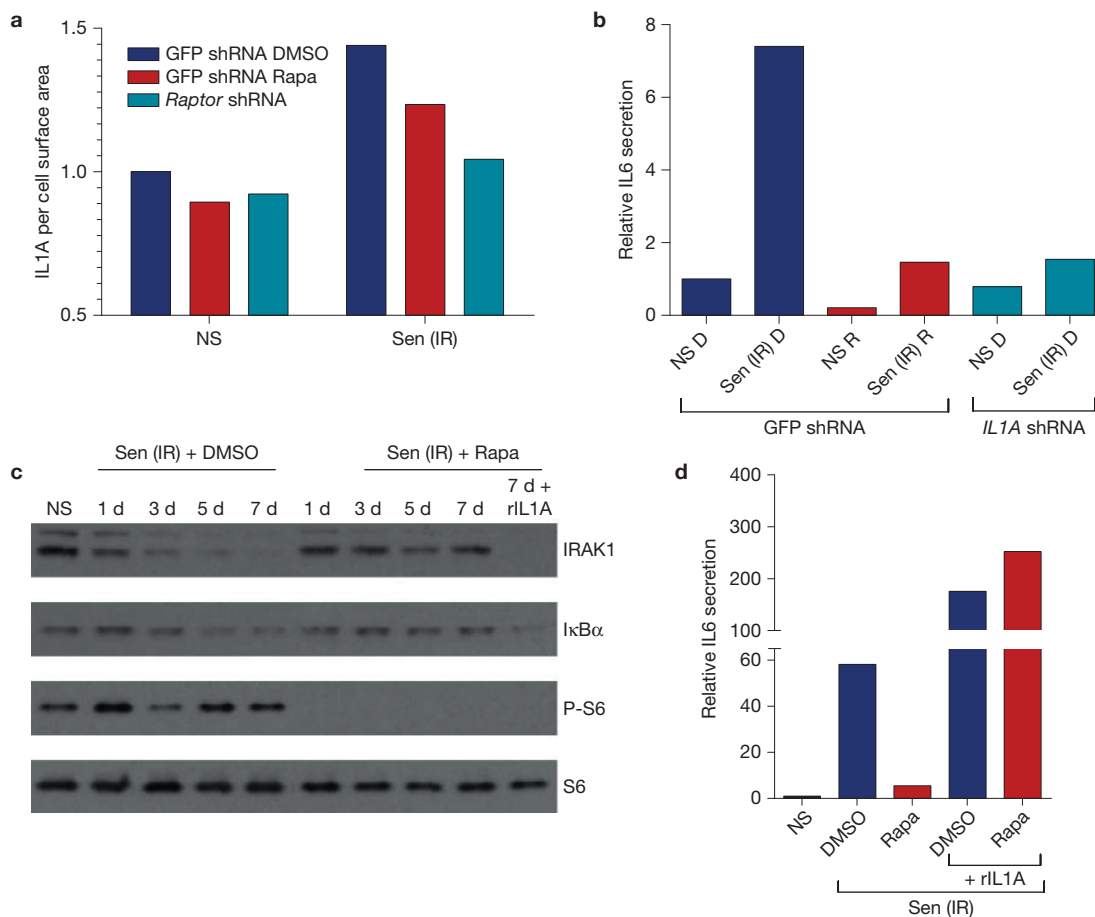 a
1.5
1.0
0.5
IL1A per cell surface area
GFP shRNA DMSO
GFP shRNA Rapa
Raptor shRNA
NS
Sen (IR)
b
8
6
4
2
0
Relative IL6 secretion
NS D
Sen (IR) D
NS R
Sen (IR) R
NS D
Sen (IR) D
GFP shRNA
IL1A shRNA
c
Sen (IR) + DMSO
Sen (IR) + Rapa
NS
1 d
3 d
5 d
7 d
1 d
3 d
5 d
7 d
7 d +
rIL1A
IRAK1
IκBα
P-S6
S6
d
400
300
200
100
60
40
20
0
Relative IL6 secretion
NS
DMSO
Rapa
DMSO
Rapa
+ rIL1A
Sen (IR)